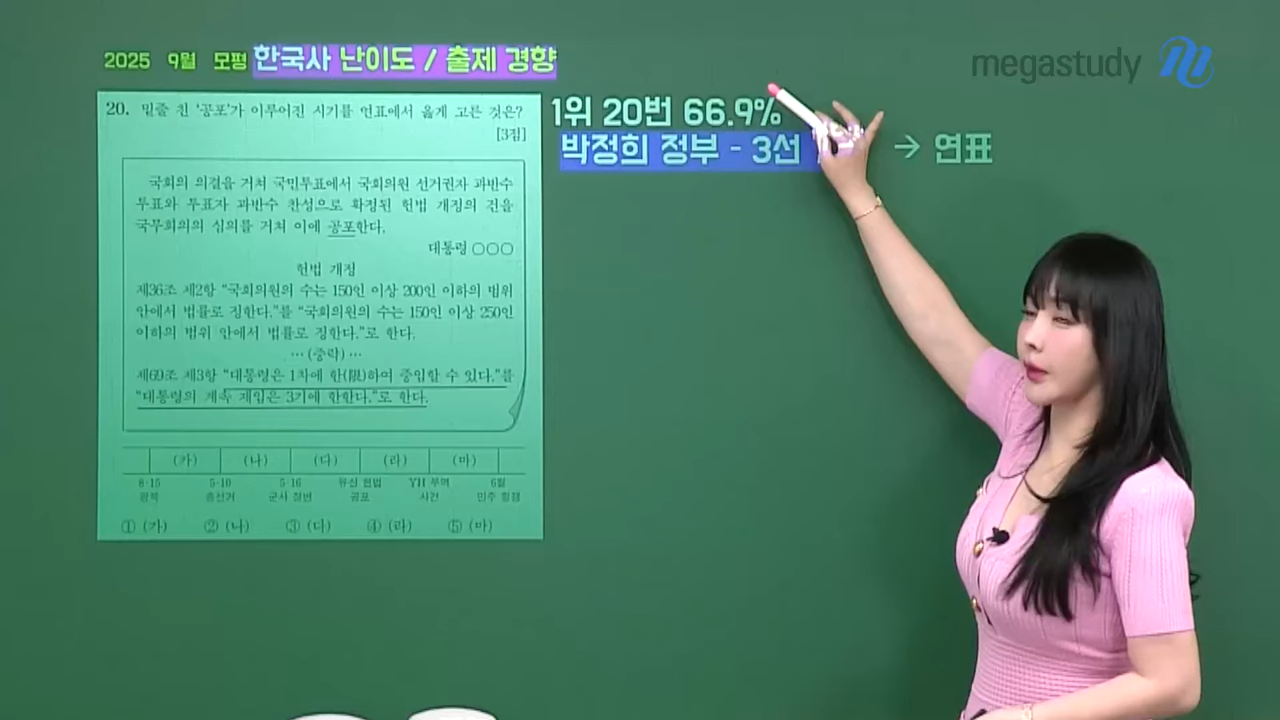 2025 9월 모평 한국사 난이도 / 출제 경향
megastudy
20. 밑줄 친 '공포'가 이루어진 시기를 연표에서 옳게 고른 것은?
[3점]
국회의 의결을 거쳐 국민투표에서 국회의원 선거권자 과반수
투표와 투표자 과반수 찬성으로 확정된 헌법 개정의 건을
국무회의의 심의를 거쳐 이에 공포한다.
대통령 ○○○
헌법 개정
제36조 제2항 “국회의원의 수는 150인 이상 200인 이하의 범위
안에서 법률로 정한다.”를 “국회의원의 수는 150인 이상 250인
이하의 범위 안에서 법률로 정한다.”로 한다.
…(중략)…
제69조 제3항 “대통령은 1차에 한(限)하여 중임할 수 있다.”를
“대통령의 계속 재임은 3기에 한한다.”로 한다.
(가) (나) (다) (라) (마)
8·15 5·10 5·16 유신 헌법 YH 무역 6월
광복 총선거 군사 정변 공포 사건 민주 항쟁
① (가) ② (나) ③ (다) ④ (라) ⑤ (마)
1위 20번 66.9%
박정희 정부 - 3선 → 연표